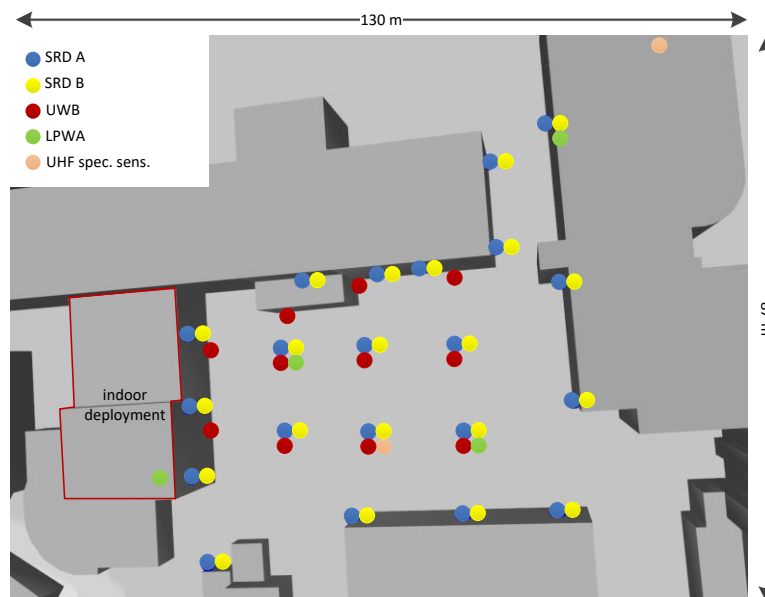 130 m
SRD A
SRD B
UWB
LPWA
UHF spec. sens.
indoor
deployment